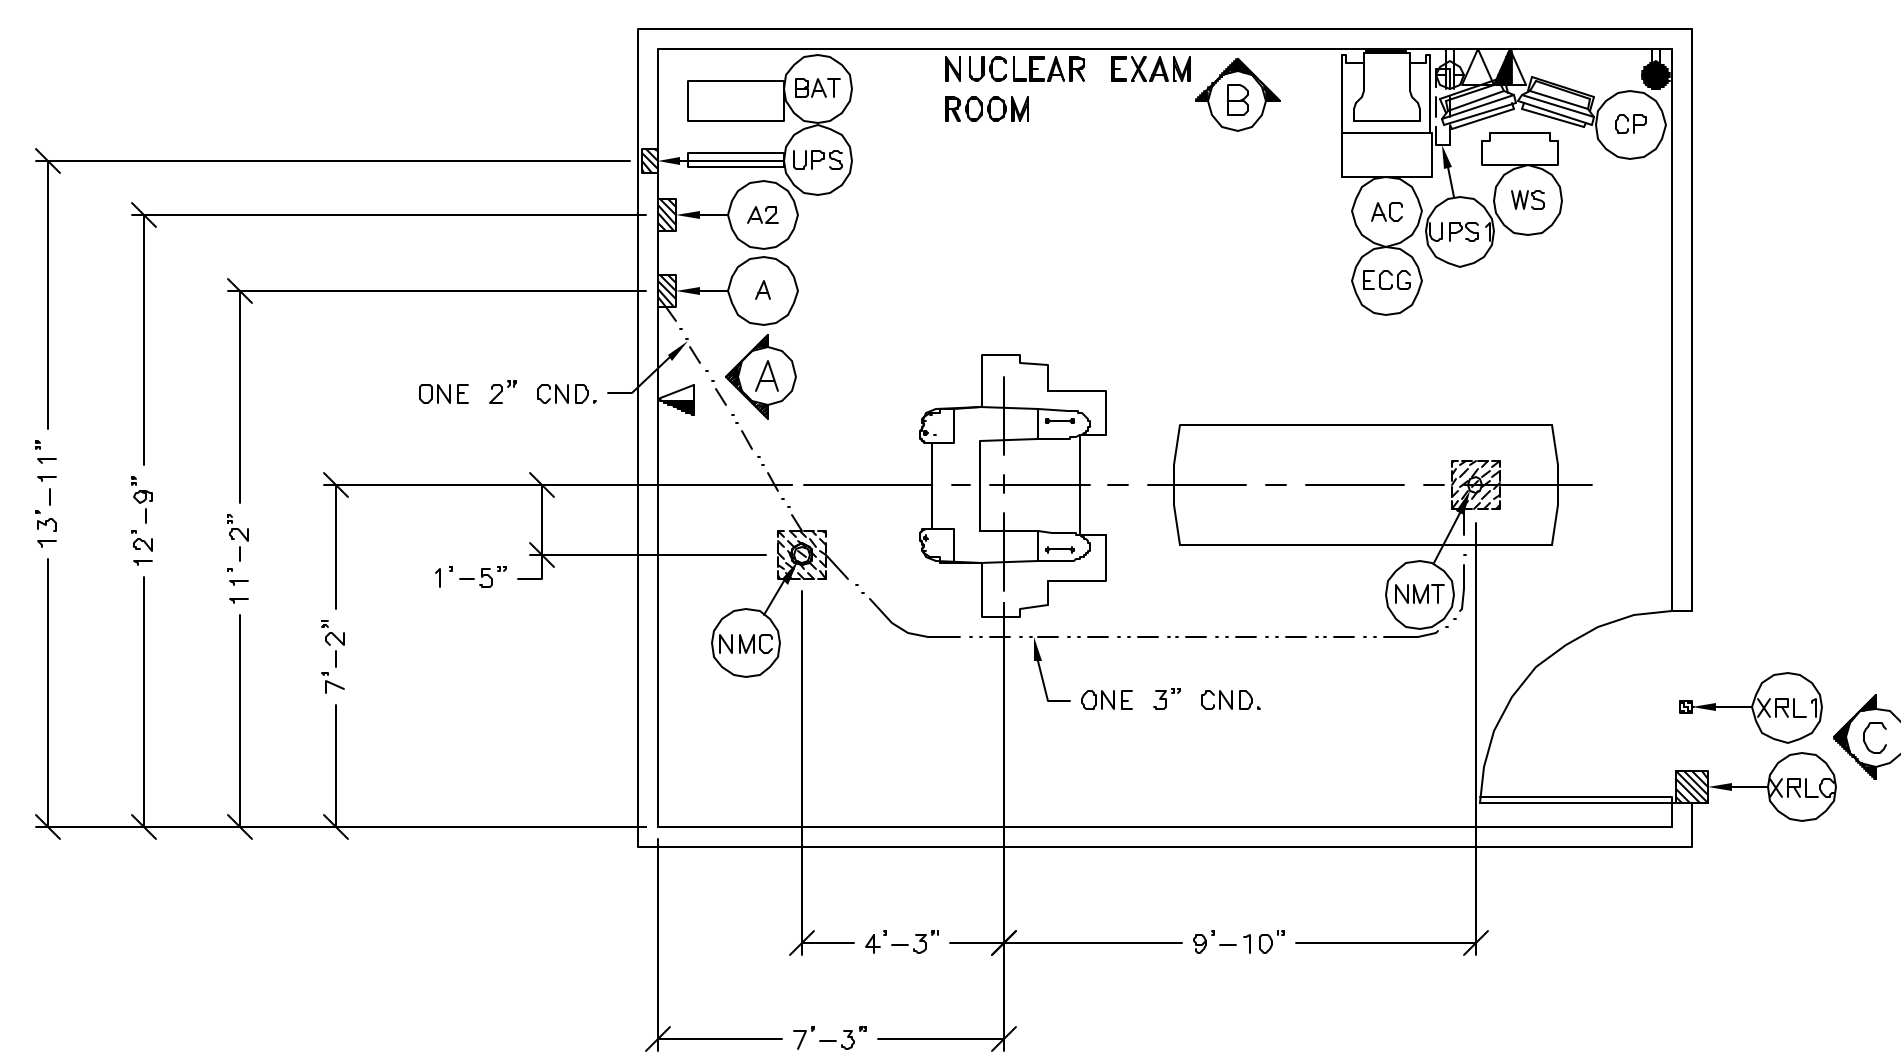 NUCLEAR EXAM
ROOM
B
BAT
UPS
CP
WS
AC
UPS1
A2
ECG
A
A
ONE 2" CND.
13'-11"
12'-9"
11'-2"
7'-2"
1'-5"
NMC
NMT
ONE 3" CND.
XRL1
C
XRLC
4'-3"
9'-10"
7'-3"